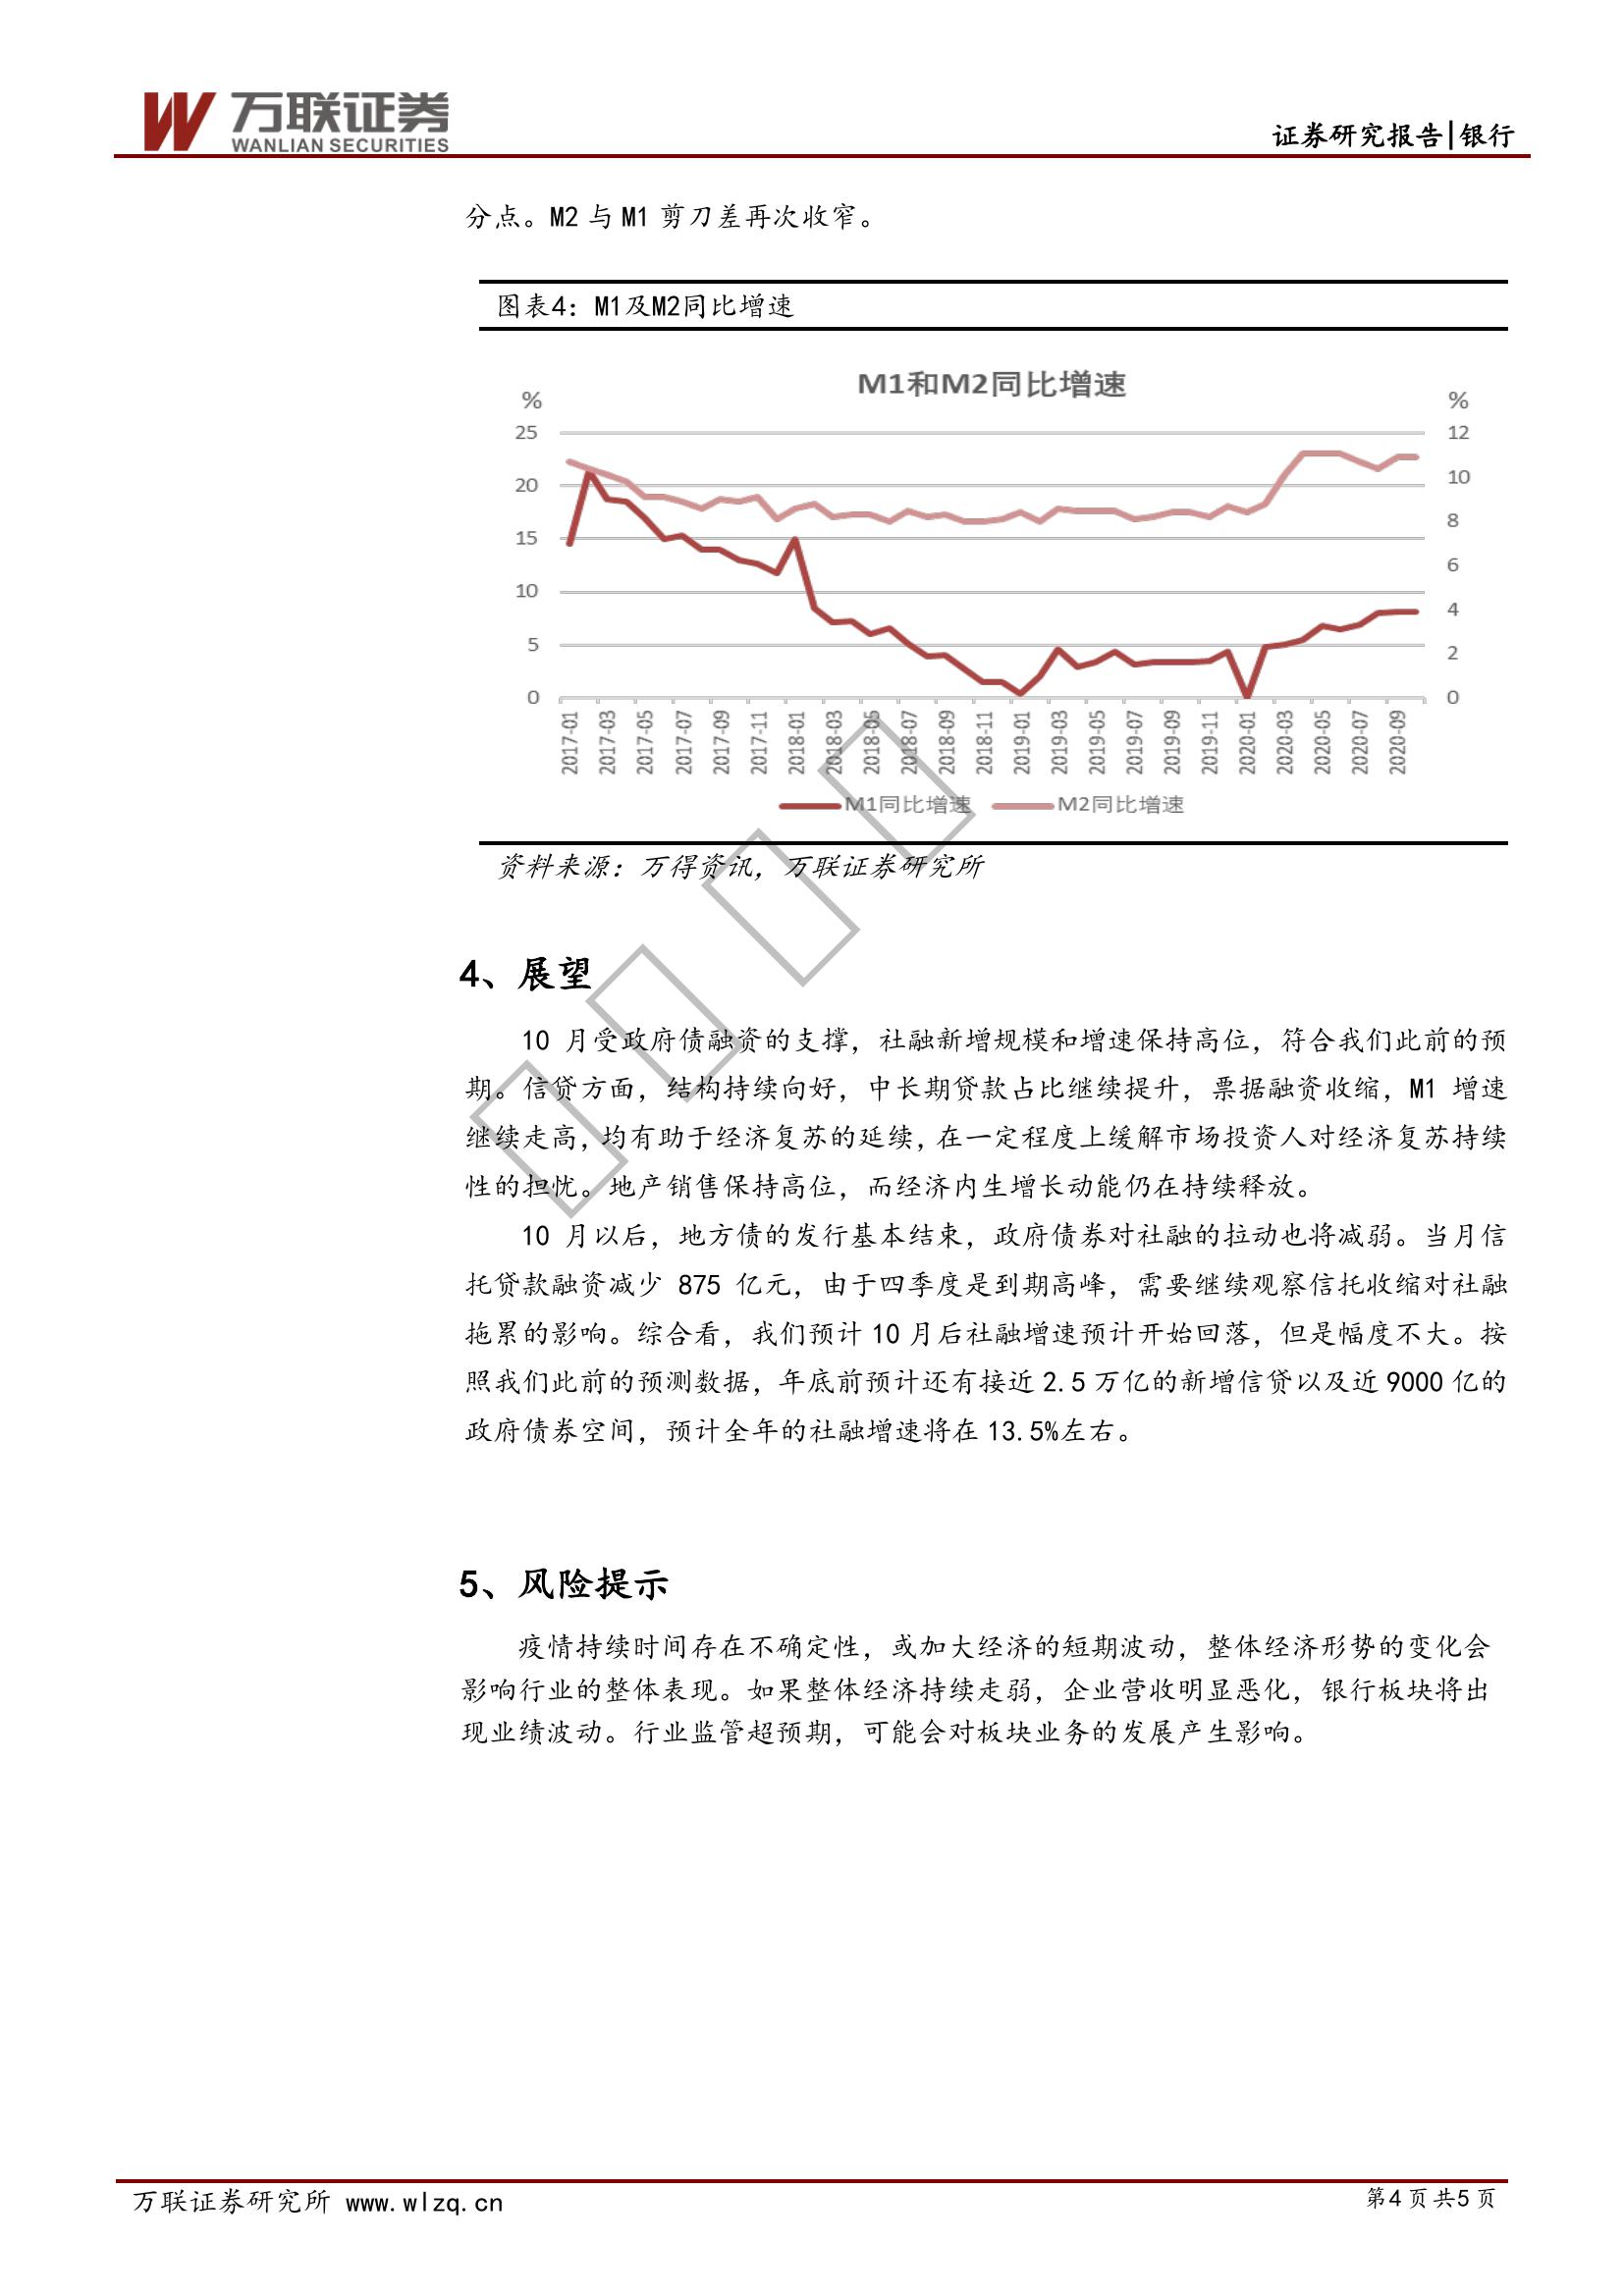 万联证券
WANLIAN SECURITIES
证券研究报告|银行
分点。M2 与 M1 剪刀差再次收窄。
图表4：M1及M2同比增速
M1和M2同比增速
% %
25 12
20 10
15 8
10 6
5 4
0 2
0
2017-01 2017-03 2017-05 2017-07 2017-09 2017-11 2018-01 2018-03 2018-05 2018-07 2018-09 2018-11 2019-01 2019-03 2019-05 2019-07 2019-09 2019-11 2020-01 2020-03 2020-05 2020-07 2020-09
M1同比增速 M2同比增速
资料来源：万得资讯，万联证券研究所
4、展望
10 月受政府债融资的支撑，社融新增规模和增速保持高位，符合我们此前的预
期。信贷方面，结构持续向好，中长期贷款占比继续提升，票据融资收缩，M1 增速
继续走高，均有助于经济复苏的延续，在一定程度上缓解市场投资人对经济复苏持续
性的担忧。地产销售保持高位，而经济内生增长动能仍在持续释放。
10 月以后，地方债的发行基本结束，政府债券对社融的拉动也将减弱。当月信
托贷款融资减少 875 亿元，由于四季度是到期高峰，需要继续观察信托收缩对社融
拖累的影响。综合看，我们预计 10 月后社融增速预计开始回落，但是幅度不大。按
照我们此前的预测数据，年底前预计还有接近 2.5 万亿的新增信贷以及近 9000 亿的
政府债券空间，预计全年的社融增速将在 13.5%左右。
5、风险提示
疫情持续时间存在不确定性，或加大经济的短期波动，整体经济形势的变化会
影响行业的整体表现。如果整体经济持续走弱，企业营收明显恶化，银行板块将出
现业绩波动。行业监管超预期，可能会对板块业务的发展产生影响。
万联证券研究所 www.wlzq.cn
第4页共5页